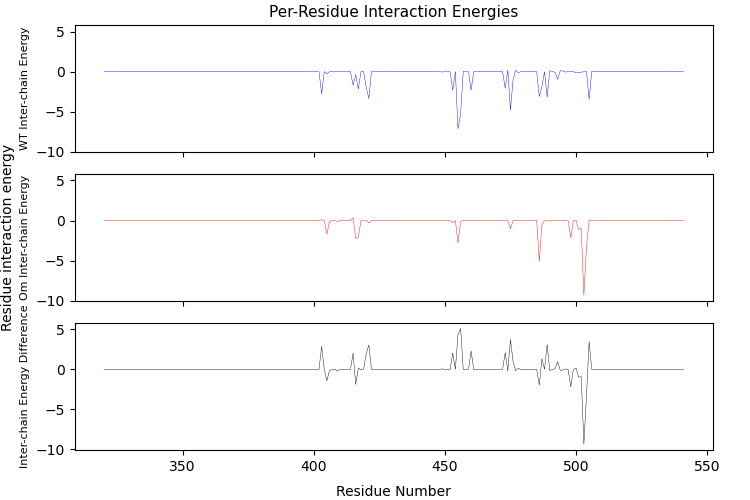 Per-Residue Interaction Energies
Residue interaction energy
WT Inter-chain Energy
5
0
−5
−10
Om Inter-chain Energy
5
0
−5
−10
Inter-chain Energy Difference
5
0
−5
−10
350
400
450
500
550
Residue Number